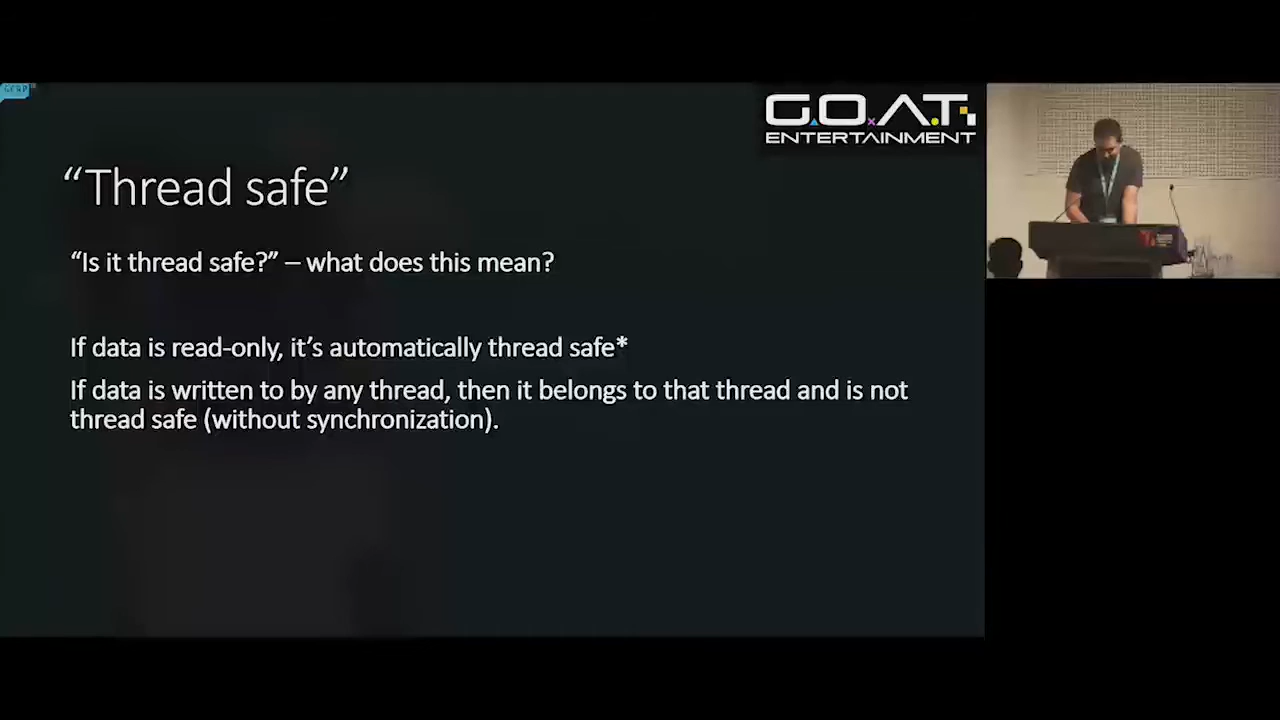 G.O.A.T.
ENTERTAINMENT
“Thread safe”
“Is it thread safe?” – what does this mean?
If data is read-only, it’s automatically thread safe*
If data is written to by any thread, then it belongs to that thread and is not
thread safe (without synchronization).